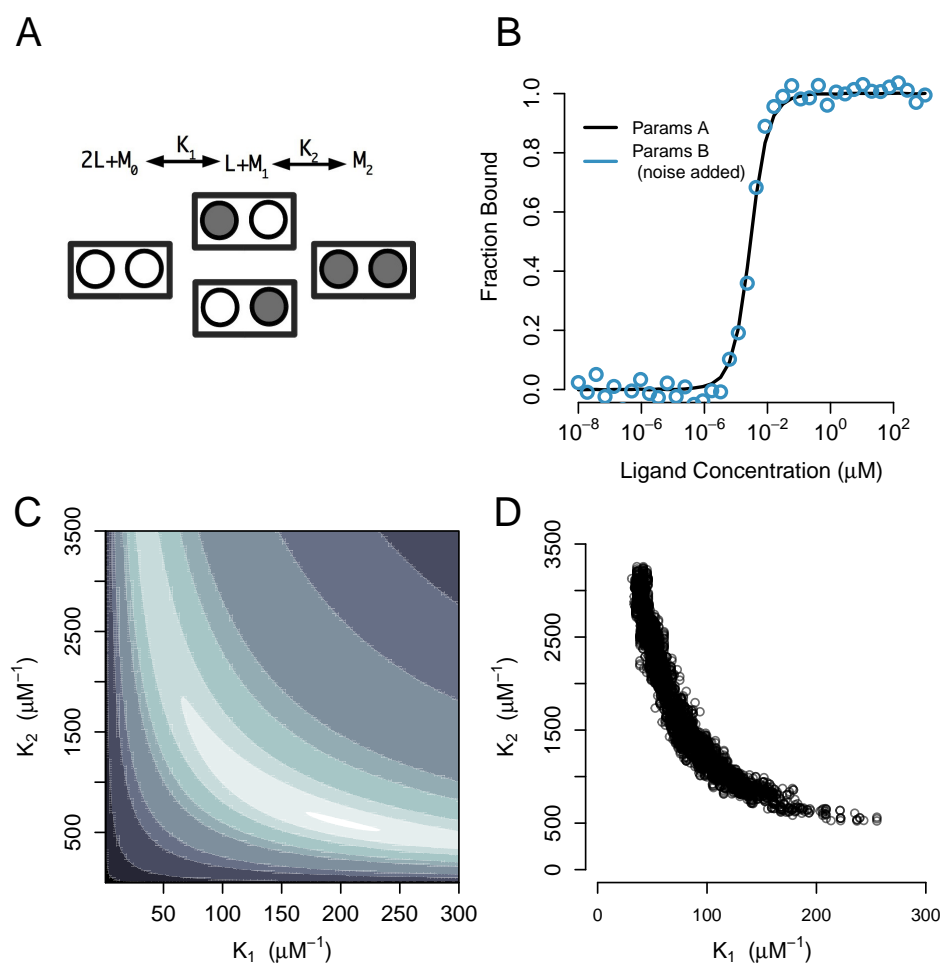 A
2L+M₀ K₁ L+M₁ K₂ M₂
B
Fraction Bound
1.0
0.8
0.6
0.4
0.2
0.0
Params A
Params B
(noise added)
10⁻⁸ 10⁻⁶ 10⁻⁶ 10⁻² 10⁰ 10²
Ligand Concentration (μM)
C
K₂ (μM⁻¹)
3500
2500
1500
500
50 100 150 200 250 300
K₁ (μM⁻¹)
D
K₂ (μM⁻¹)
3500
2500
1500
500
0
0 100 200 300
K₁ (μM⁻¹)